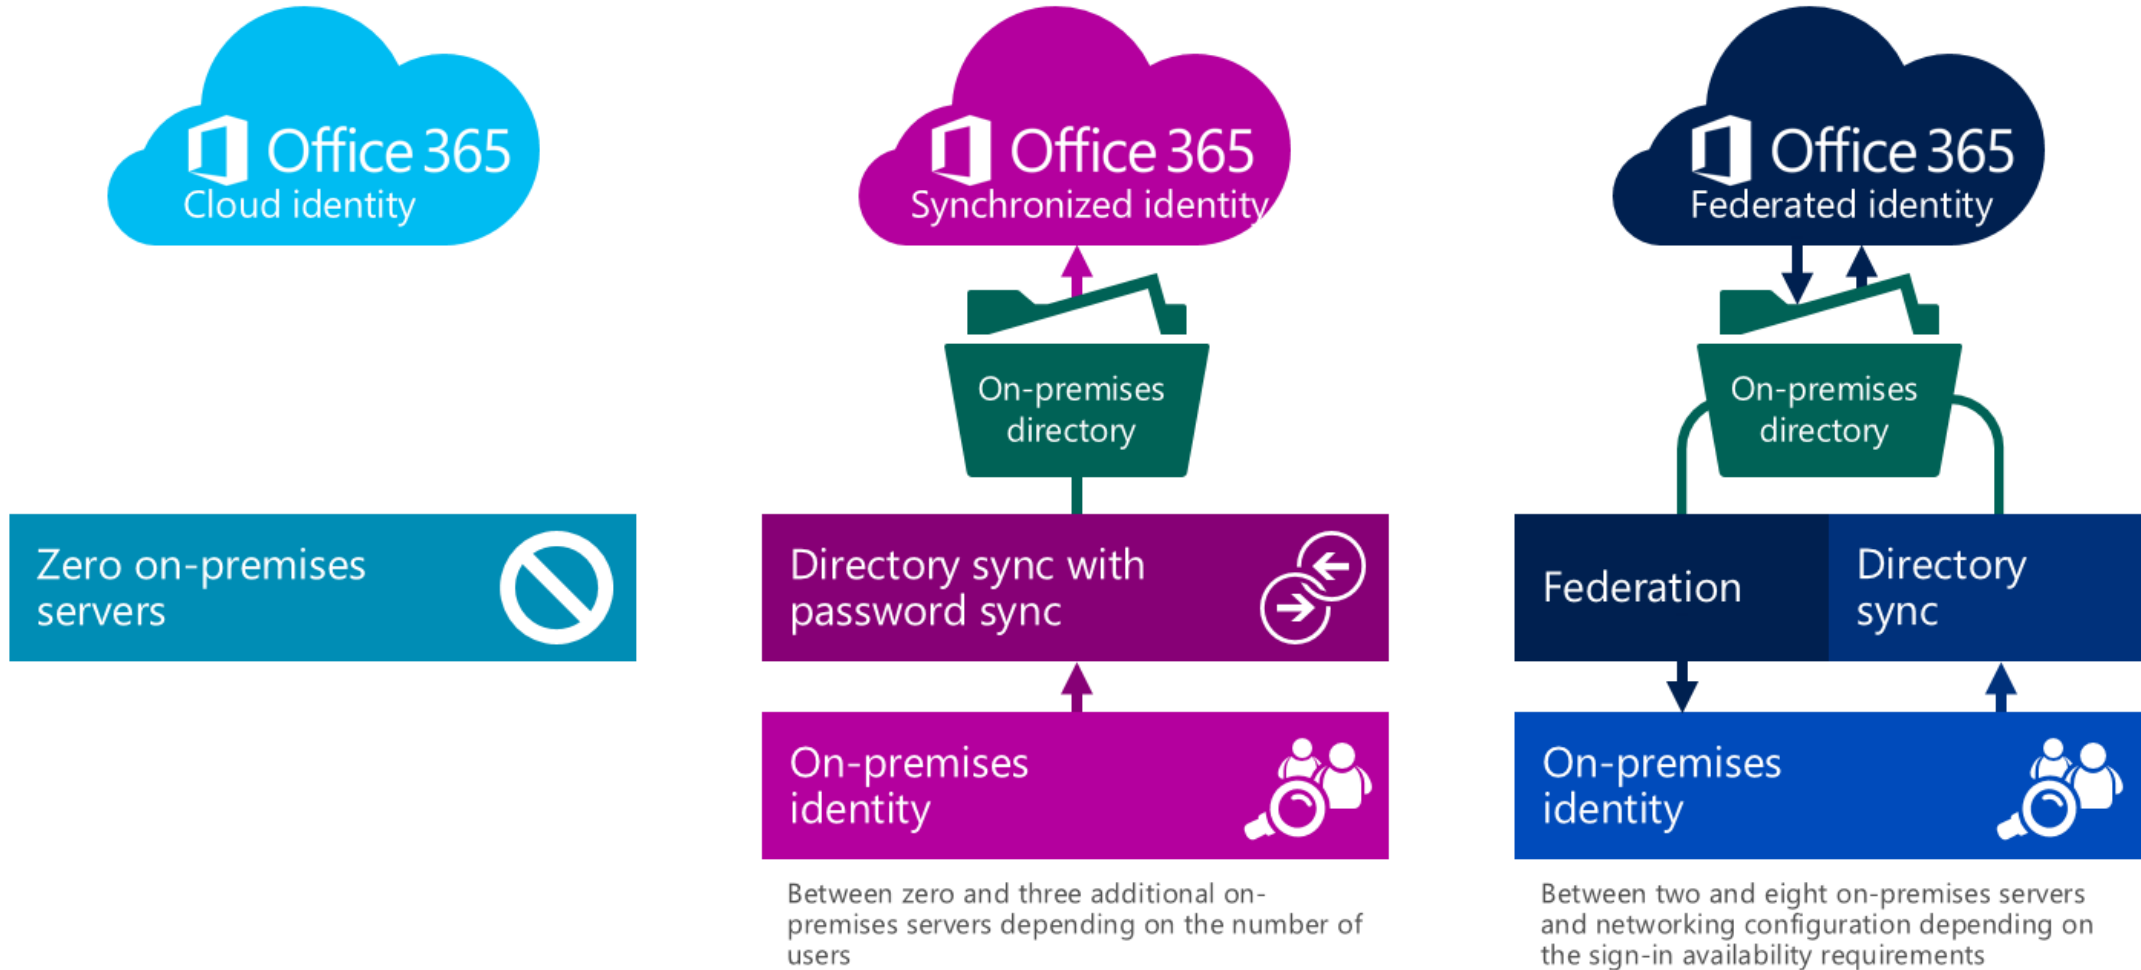 Office 365
Cloud identity
Zero on-premises
servers
Office 365
Synchronized identity
On-premises
directory
Directory sync with
password sync
On-premises
identity
Between zero and three additional on-
premises servers depending on the number of
users
Office 365
Federated identity
On-premises
directory
Federation
Directory
sync
On-premises
identity
Between two and eight on-premises servers
and networking configuration depending on
the sign-in availability requirements